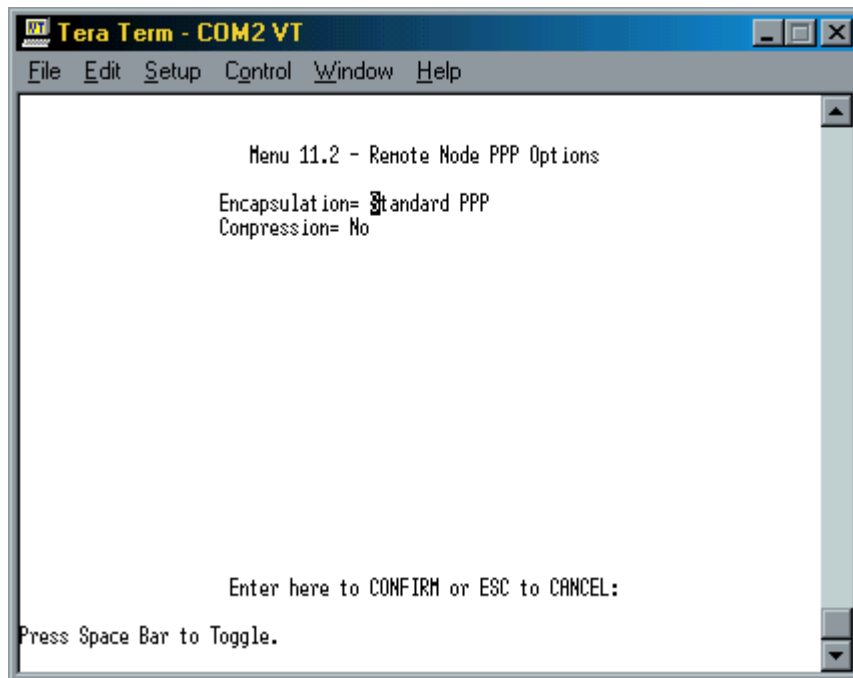 Tera Term - COM2 VT
File Edit Setup Control Window Help
Menu 11.2 - Remote Node PPP Options
Encapsulation= Standard PPP
Compression= No
Enter here to CONFIRM or ESC to CANCEL:
Press Space Bar to Toggle.